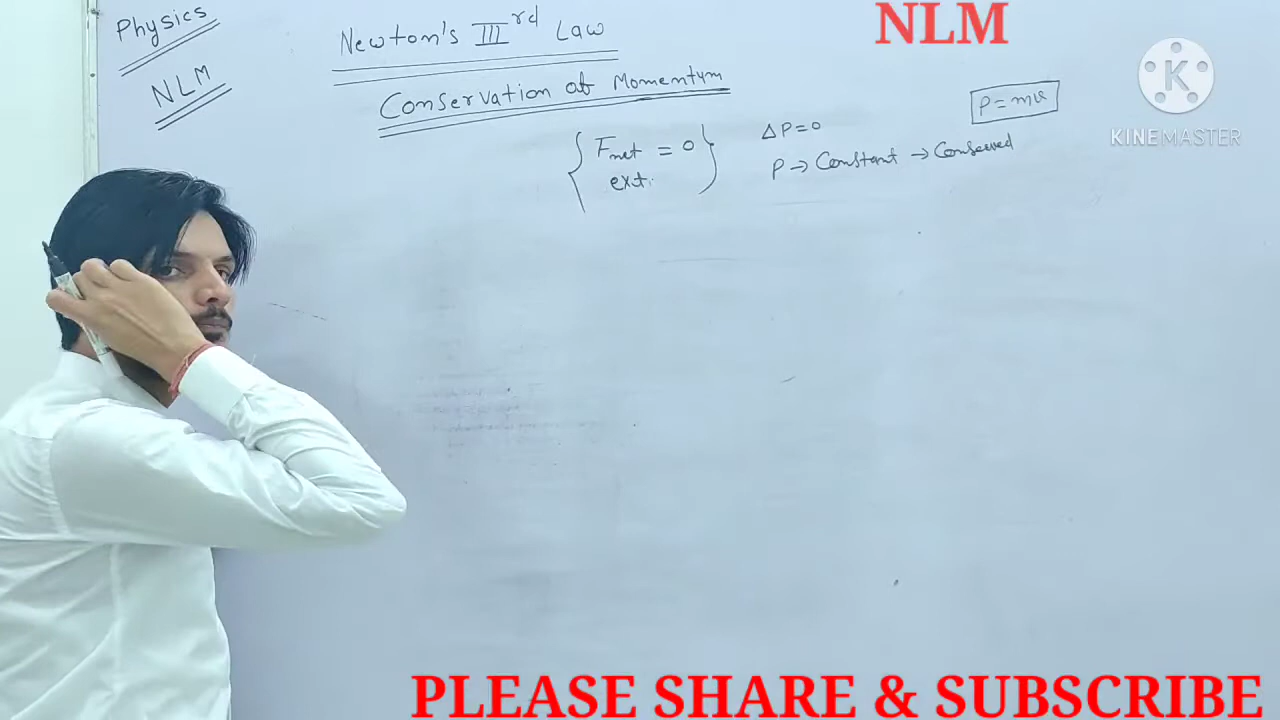 Physics
NLM
Newton's III rd Law
Conservation of Momentum
{ Fnet = 0 }
ext.
ΔP = 0
P → Constant → Conserved
P = mv
NLM
K
KINEMASTER
PLEASE SHARE & SUBSCRIBE